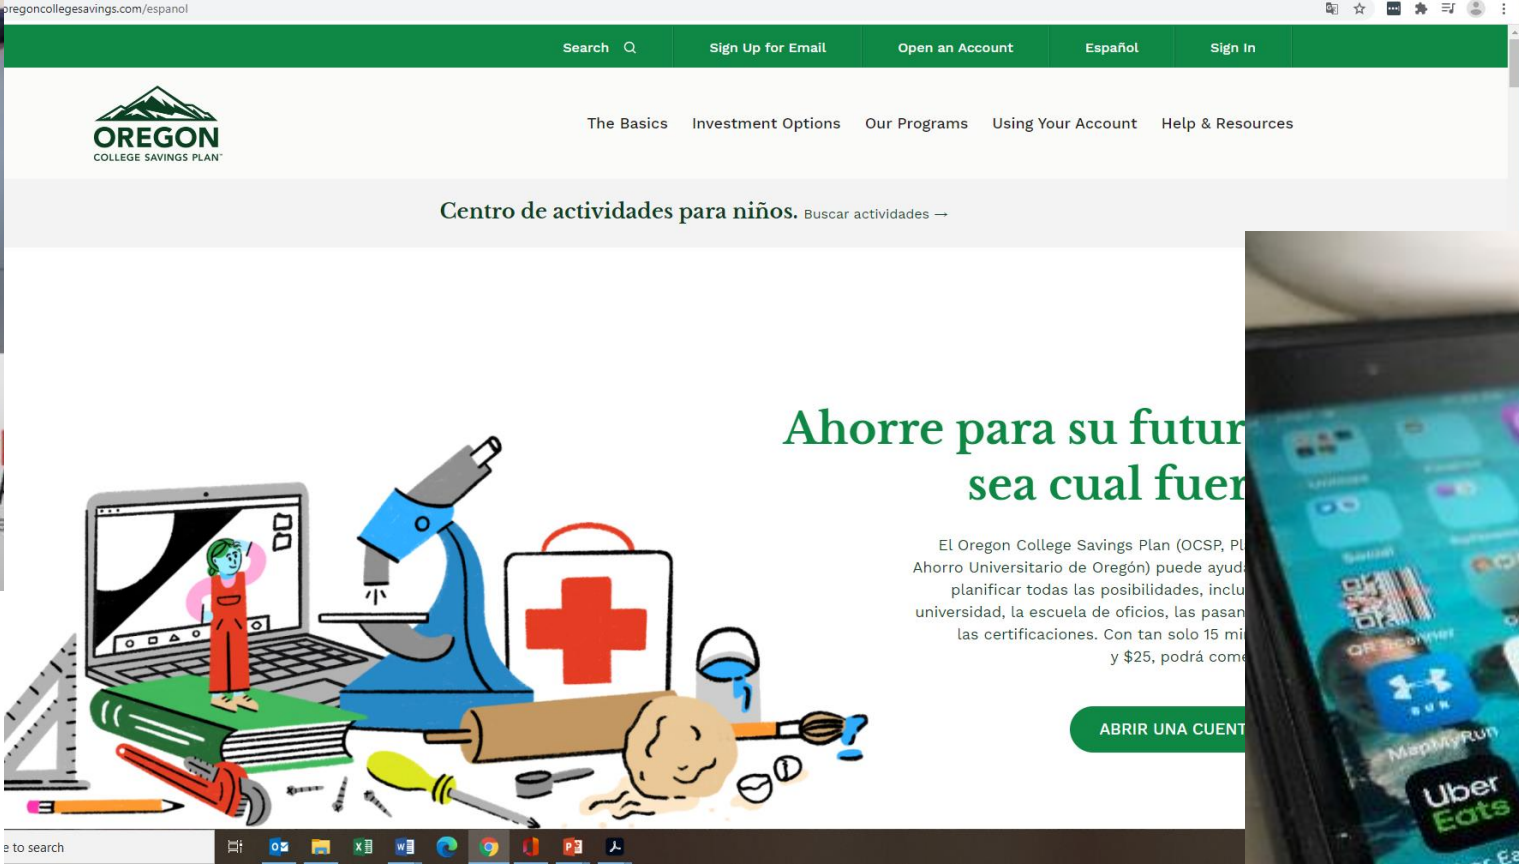 oregoncollegesavings.com/espanol
Search
Sign Up for Email
Open an Account
Español
Sign In
OREGON
COLLEGE SAVINGS PLAN
The Basics
Investment Options
Our Programs
Using Your Account
Help & Resources
Centro de actividades para niños. Buscar actividades →
Ahorre para su futur
sea cual fuer
El Oregon College Savings Plan (OCSP, Pl
Ahorro Universitario de Oregón) puede ayuda
planificar todas las posibilidades, inclu
universidad, la escuela de oficios, las pasan
las certificaciones. Con tan solo 15 mi
y $25, podrá come
ABRIR UNA CUENT
QR Scanner
MapMyRun
Uber
Eats
e to search